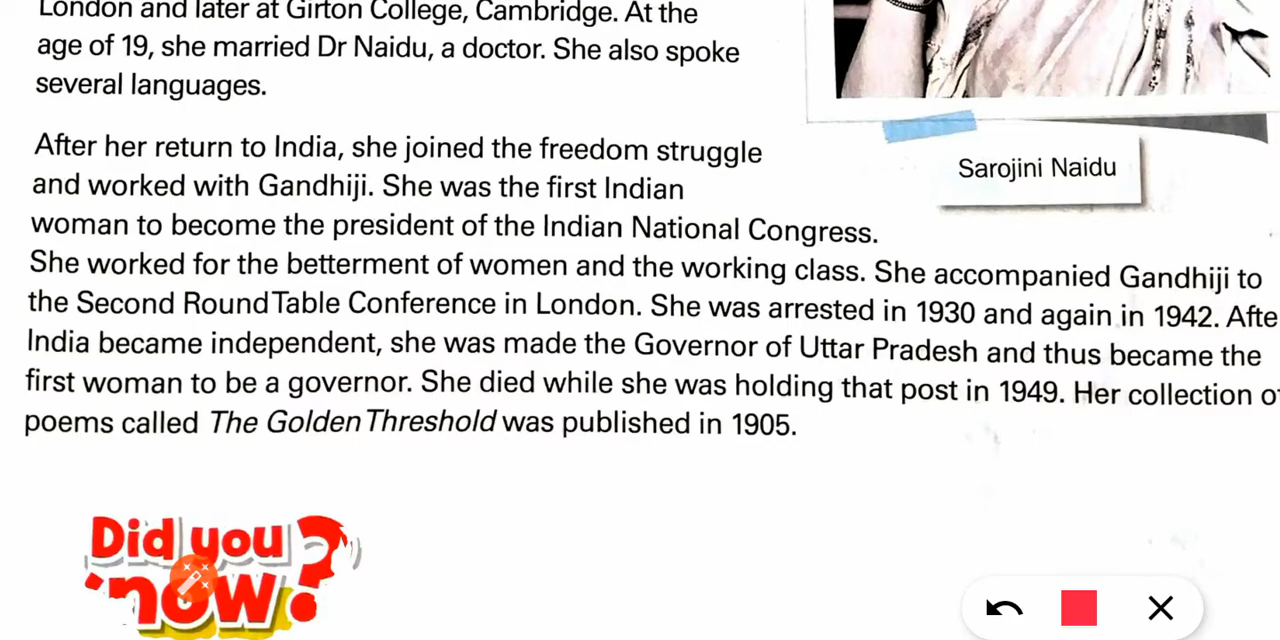 London and later at Girton College, Cambridge. At the
age of 19, she married Dr Naidu, a doctor. She also spoke
several languages.
After her return to India, she joined the freedom struggle
and worked with Gandhiji. She was the first Indian
woman to become the president of the Indian National Congress.
She worked for the betterment of women and the working class. She accompanied Gandhiji to
the Second Round Table Conference in London. She was arrested in 1930 and again in 1942. Afte
India became independent, she was made the Governor of Uttar Pradesh and thus became the
first woman to be a governor. She died while she was holding that post in 1949. Her collection of
poems called The Golden Threshold was published in 1905.
Sarojini Naidu
Did you
now?